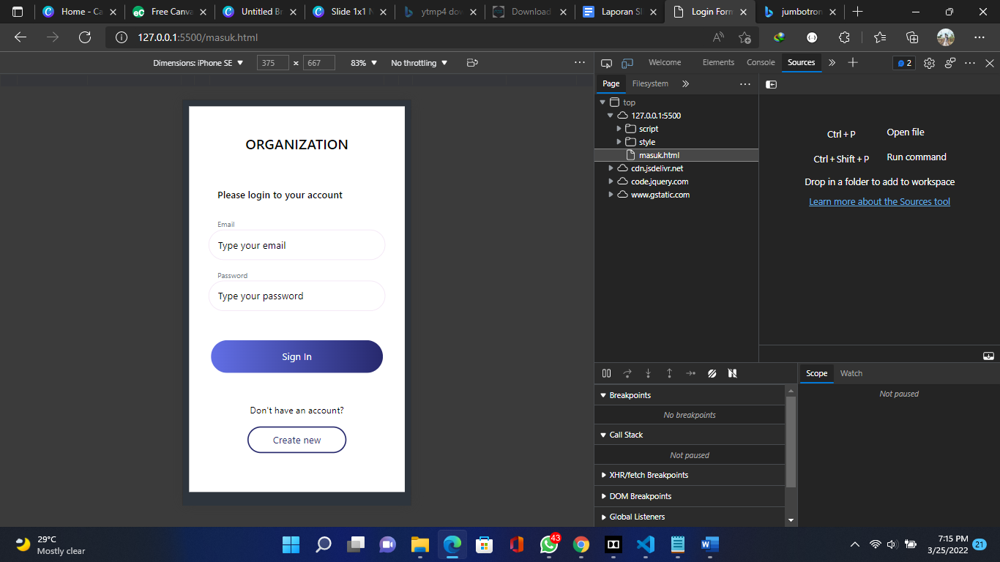 Home - Ca
Free Canva
Untitled Br
Slide 1x1 N
ytmp4 dow
Download
Laporan Sl
Login Form
jumbotron
127.0.0.1:5500/masuk.html
Dimensions: iPhone SE ▼ 375 × 667 83% ▼ No throttling ▼
Welcome Elements Console Sources 2
Page Filesystem
top
127.0.0.1:5500
script
style
masuk.html
cdn.jsdelivr.net
code.jquery.com
www.gstatic.com
Ctrl + P Open file
Ctrl + Shift + P Run command
Drop in a folder to add to workspace
Learn more about the Sources tool
ORGANIZATION
Please login to your account
Email
Type your email
Password
Type your password
Sign In
Don't have an account?
Create new
Scope Watch
Not paused
Breakpoints
No breakpoints
Call Stack
Not paused
XHR/fetch Breakpoints
DOM Breakpoints
Global Listeners
29°C
Mostly clear
43
7:15 PM
3/25/2022
21